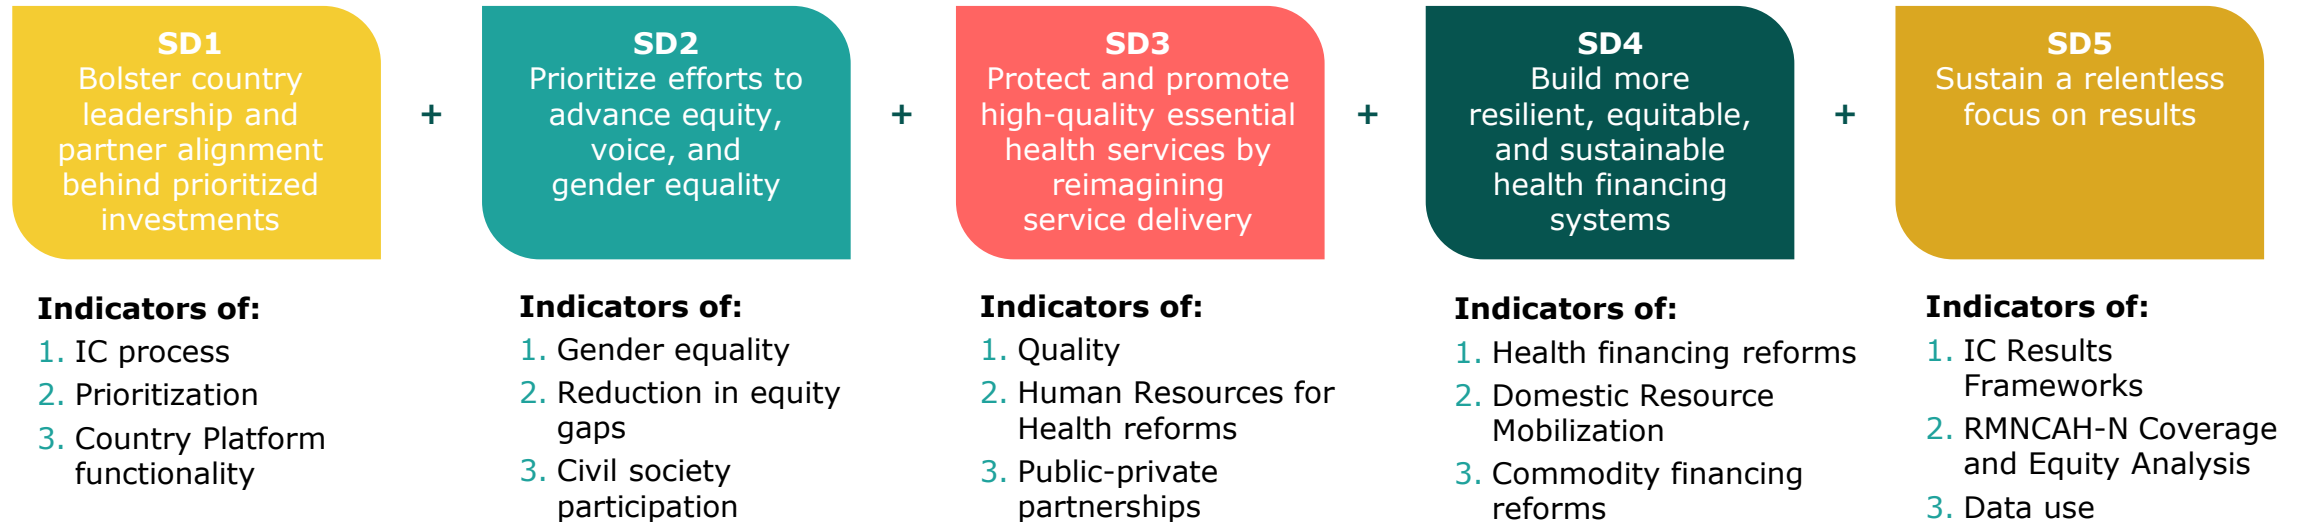 SD1
Bolster country
leadership and
partner alignment
behind prioritized
investments
+
SD2
Prioritize efforts to
advance equity,
voice, and
gender equality
+
SD3
Protect and promote
high-quality essential
health services by
reimagining
service delivery
+
SD4
Build more
resilient, equitable,
and sustainable
health financing
systems
+
SD5
Sustain a relentless
focus on results
Indicators of:
1. IC process
2. Prioritization
3. Country Platform
functionality
Indicators of:
1. Gender equality
2. Reduction in equity
gaps
3. Civil society
participation
Indicators of:
1. Quality
2. Human Resources for
Health reforms
3. Public-private
partnerships
Indicators of:
1. Health financing reforms
2. Domestic Resource
Mobilization
3. Commodity financing
reforms
Indicators of:
1. IC Results
Frameworks
2. RMNCAH-N Coverage
and Equity Analysis
3. Data use